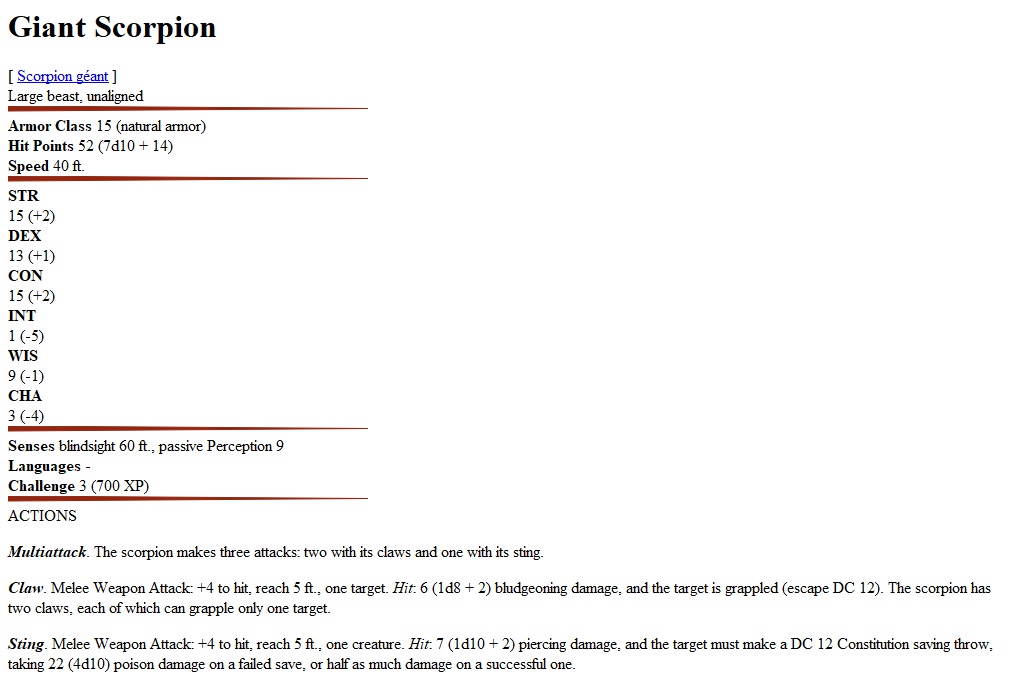 Giant Scorpion
[ Scorpion géant ]
Large beast, unaligned
Armor Class 15 (natural armor)
Hit Points 52 (7d10 + 14)
Speed 40 ft.
STR
15 (+2)
DEX
13 (+1)
CON
15 (+2)
INT
1 (-5)
WIS
9 (-1)
CHA
3 (-4)
Senses blindsight 60 ft., passive Perception 9
Languages -
Challenge 3 (700 XP)
ACTIONS
Multiattack. The scorpion makes three attacks: two with its claws and one with its sting.
Claw. Melee Weapon Attack: +4 to hit, reach 5 ft., one target. Hit: 6 (1d8 + 2) bludgeoning damage, and the target is grappled (escape DC 12). The scorpion has
two claws, each of which can grapple only one target.
Sting. Melee Weapon Attack: +4 to hit, reach 5 ft., one creature. Hit: 7 (1d10 + 2) piercing damage, and the target must make a DC 12 Constitution saving throw,
taking 22 (4d10) poison damage on a failed save, or half as much damage on a successful one.